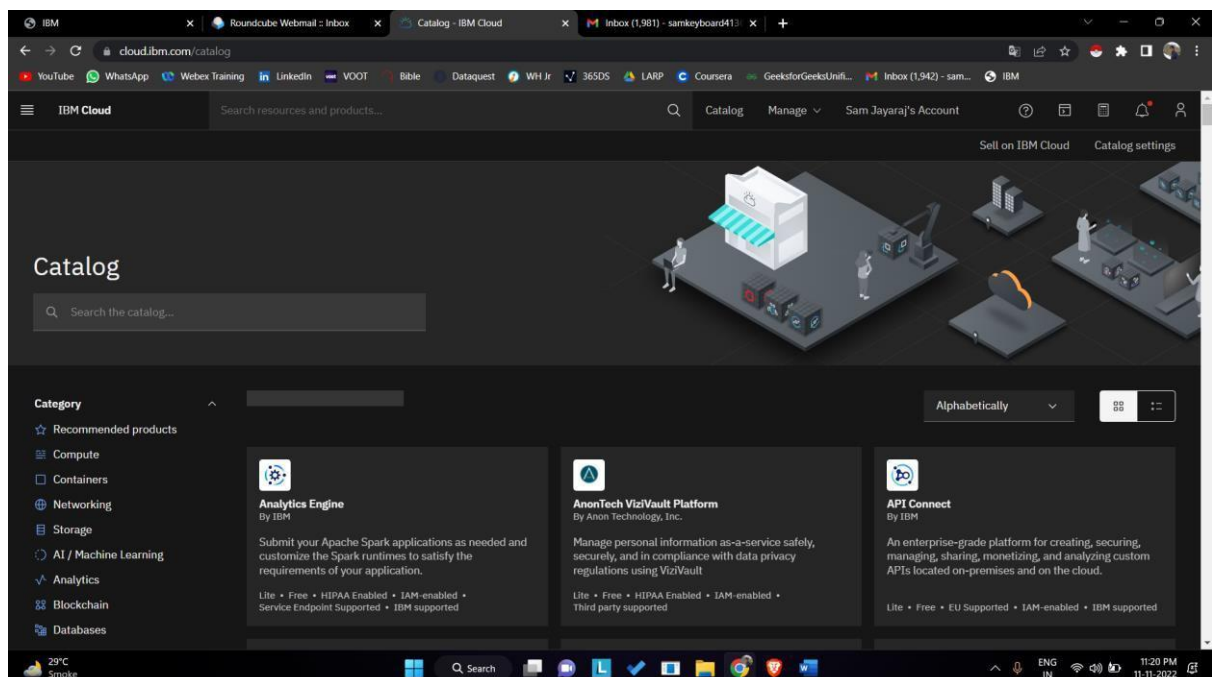 IBM
Roundcube Webmail :: Inbox
Catalog - IBM Cloud
Inbox (1,981) - samkeyboard413
cloud.ibm.com/catalog
YouTube WhatsApp Webex Training LinkedIn VOOT Bible Dataquest WH Jr 365DS LARP Coursera GeeksforGeeksUnifi... Inbox (1,942) - sam... IBM
IBM Cloud Search resources and products... Catalog Manage Sam Jayaraj's Account
Sell on IBM Cloud Catalog settings
Catalog
Search the catalog...
Category
Recommended products
Compute
Containers
Networking
Storage
AI / Machine Learning
Analytics
Blockchain
Databases
Alphabetically
Analytics Engine
By IBM
Submit your Apache Spark applications as needed and
customize the Spark runtimes to satisfy the
requirements of your application.
Lite • Free • HIPAA Enabled • IAM-enabled •
Service Endpoint Supported • IBM supported
AnonTech ViziVault Platform
By Anon Technology, Inc.
Manage personal information as-a-service safely,
securely, and in compliance with data privacy
regulations using ViziVault
Lite • Free • HIPAA Enabled • IAM-enabled •
Third party supported
API Connect
By IBM
An enterprise-grade platform for creating, securing,
managing, sharing, monetizing, and analyzing custom
APIs located on-premises and on the cloud.
Lite • Free • EU Supported • IAM-enabled • IBM supported
29°C
Smoke
Search
ENG
IN
11:20 PM
11-11-2022